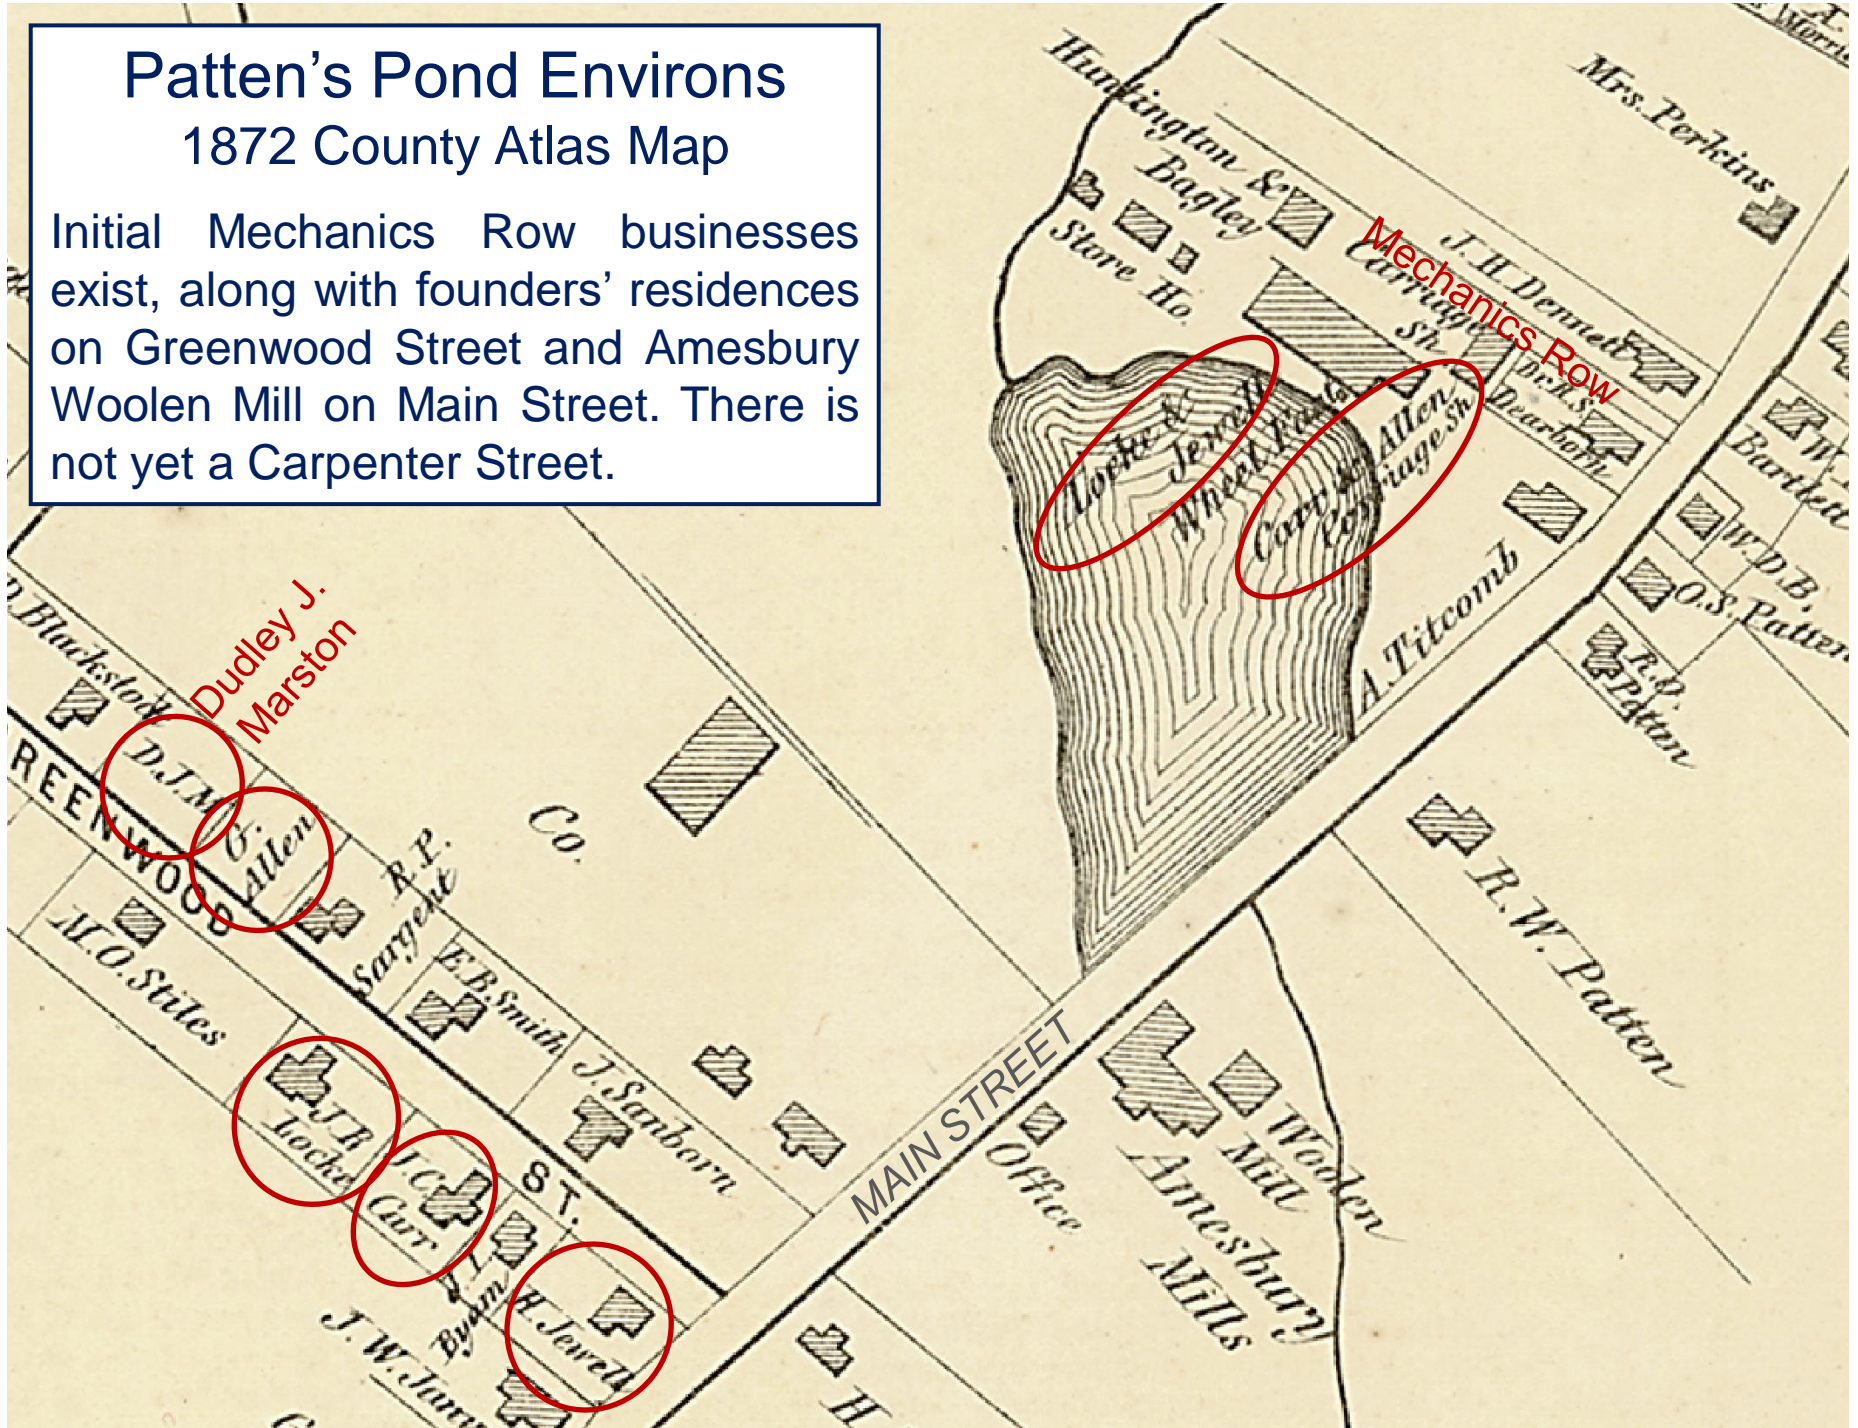 Patten’s Pond Environs
1872 County Atlas Map
Initial Mechanics Row businesses
exist, along with founders’ residences
on Greenwood Street and Amesbury
Woolen Mill on Main Street. There is
not yet a Carpenter Street.
Huntington &
Bagley
Store Ho.
Mrs. Perkins
J. H. Dennett
Carriage
Sh.
Mechanics Row
Dearborn
Locke &
Jewell
Wheel
Carr & Allen
Carriage Sh.
A. Titcomb
Bartlett
W. D. B.
O. S. Patten
R. D.
Pattan
R. W. Patten
Blackstock
Dudley J.
Marston
D. J. M.
G.
Allen
REENWOOD
ST.
R. P.
Sargent
Co.
E. B. Smith
J. Sanborn
M. O. Stiles
J. R
Locke
J. C.
Carr
Byam
H. Jewell
J. W.
MAIN STREET
Office
Woolen
Mill
Amesbury
Mills
H